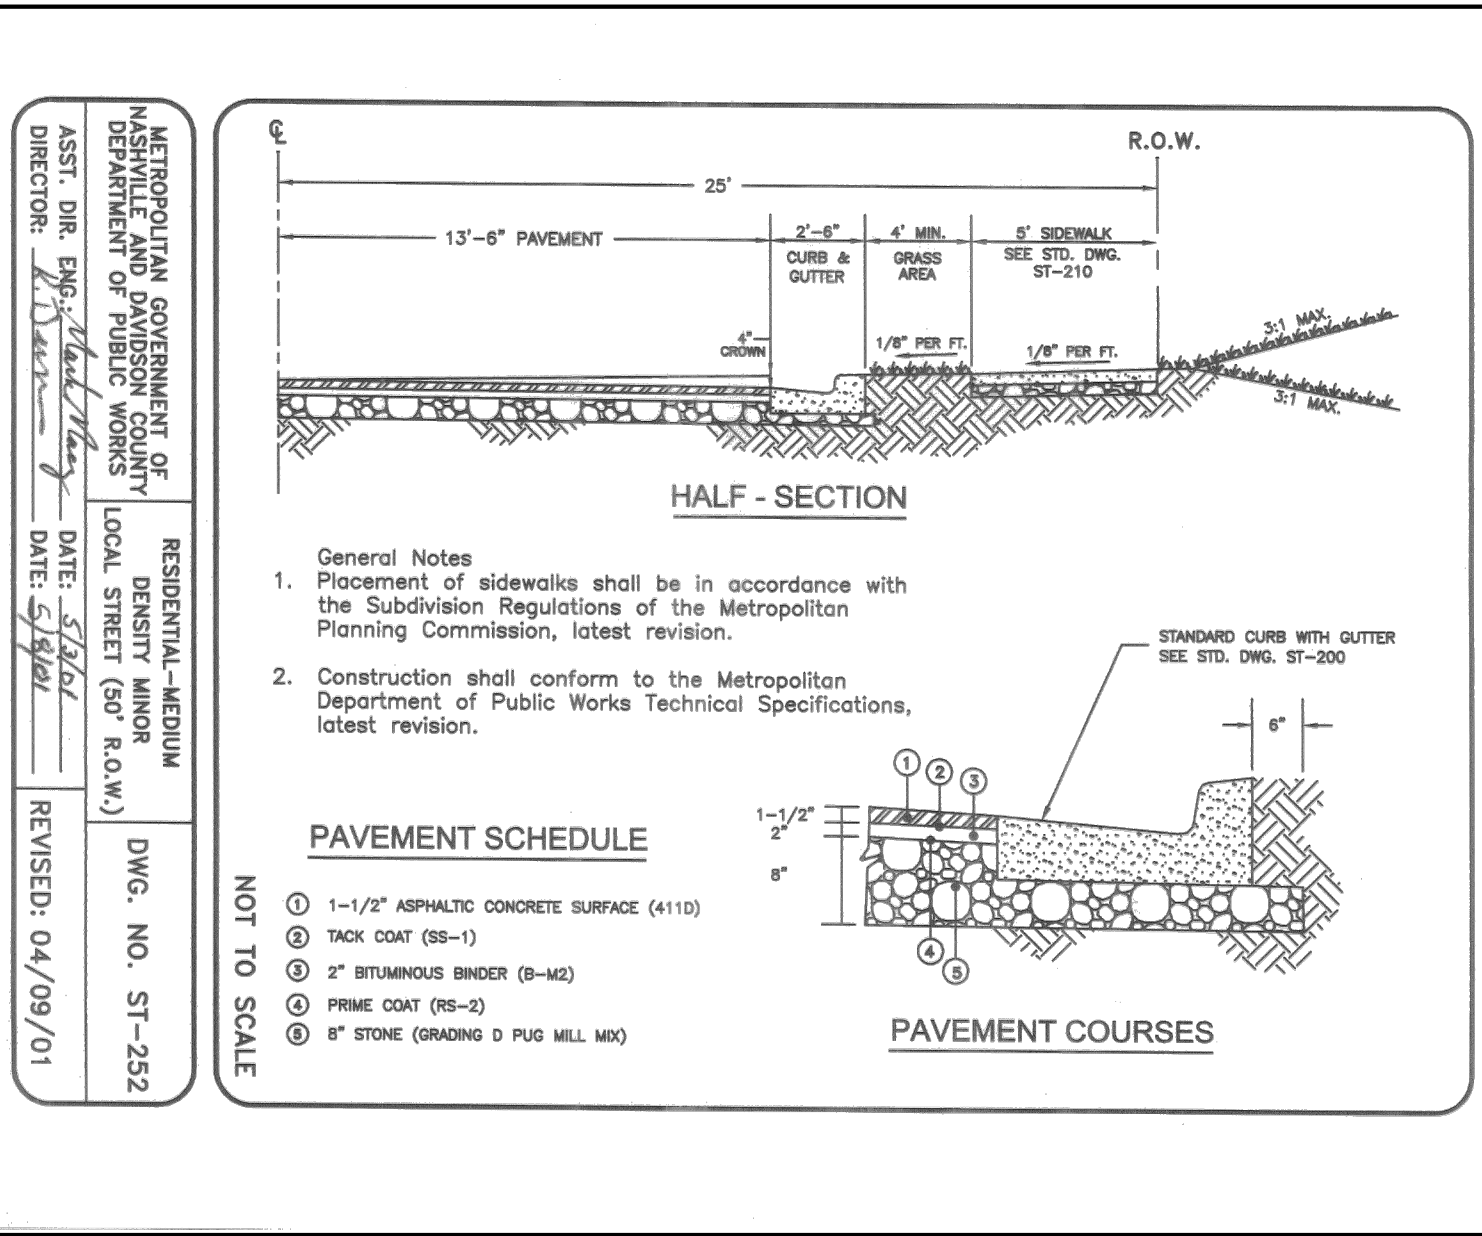 ℄
R.O.W.
25'
13'-6" PAVEMENT
2'-6"
CURB &
GUTTER
4' MIN.
GRASS
AREA
5' SIDEWALK
SEE STD. DWG.
ST-210
4"
CROWN
1/8" PER FT.
1/8" PER FT.
3:1 MAX.
3:1 MAX.
HALF - SECTION
General Notes
1. Placement of sidewalks shall be in accordance with
the Subdivision Regulations of the Metropolitan
Planning Commission, latest revision.
2. Construction shall conform to the Metropolitan
Department of Public Works Technical Specifications,
latest revision.
STANDARD CURB WITH GUTTER
SEE STD. DWG. ST-200
6"
1 2 3
1-1/2"
2"
8"
4
5
PAVEMENT COURSES
PAVEMENT SCHEDULE
1 1-1/2" ASPHALTIC CONCRETE SURFACE (411D)
2 TACK COAT (SS-1)
3 2" BITUMINOUS BINDER (B-M2)
4 PRIME COAT (RS-2)
5 8" STONE (GRADING D PUG MILL MIX)
NOT TO SCALE
METROPOLITAN GOVERNMENT OF
NASHVILLE AND DAVIDSON COUNTY
DEPARTMENT OF PUBLIC WORKS
RESIDENTIAL-MEDIUM
DENSITY MINOR
LOCAL STREET (50' R.O.W.)
DWG. NO. ST-252
ASST. DIR. ENG.: Mark Macy DATE: 5/3/01
DIRECTOR: DATE: 5/8/01
REVISED: 04/09/01